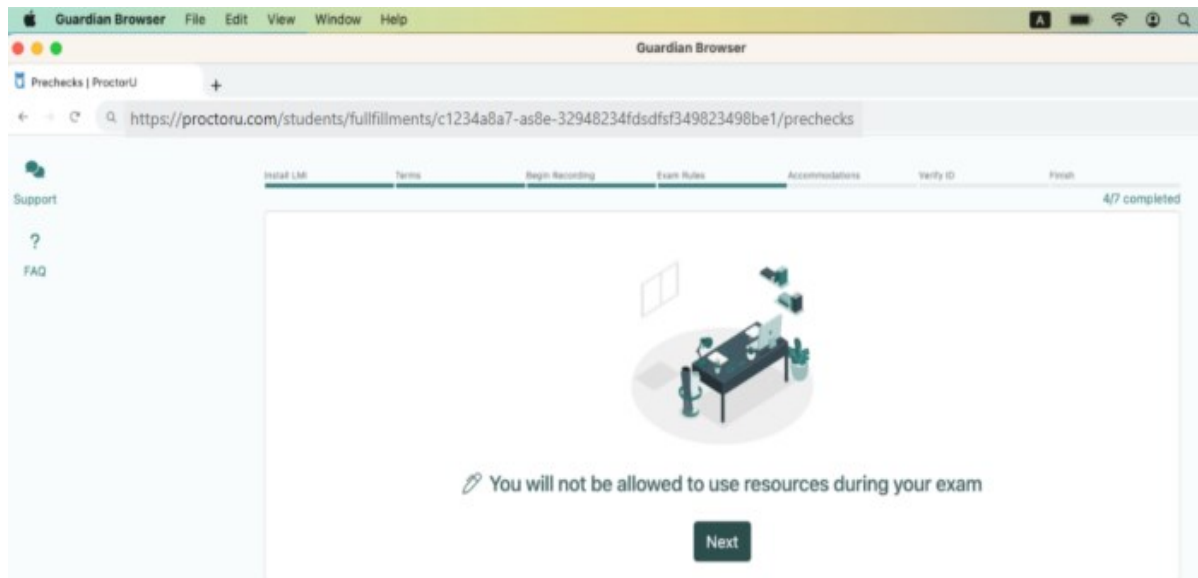 Guardian Browser File Edit View Window Help A
Guardian Browser
Prechecks | ProctorU +
https://proctoru.com/students/fullfillments/c1234a8a7-as8e-32948234fdsdfsf349823498be1/prechecks
Install LMI Terms Begin Recording Exam Rules Accommodations Verify ID Finish
Support
4/7 completed
?
FAQ
You will not be allowed to use resources during your exam
Next